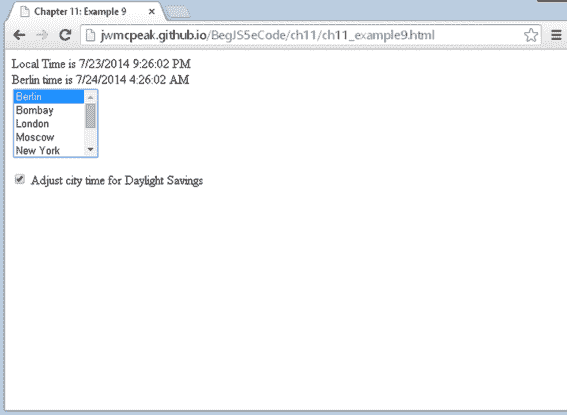 Chapter 11: Example 9
jwmcpeak.github.io/BegJS5eCode/ch11/ch11_example9.html
Local Time is 7/23/2014 9:26:02 PM
Berlin time is 7/24/2014 4:26:02 AM
Berlin
Bombay
London
Moscow
New York
Adjust city time for Daylight Savings